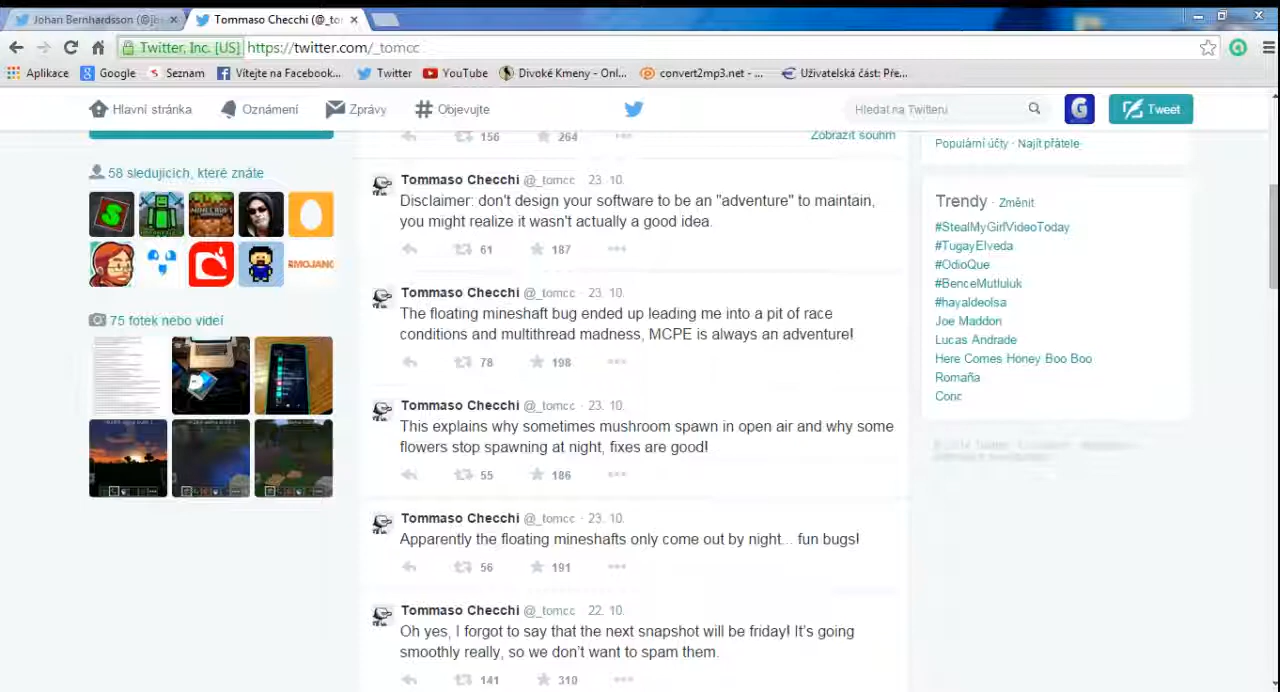 Johan Bernhardsson (@je
Tommaso Checchi (@_to
Twitter, Inc. [US] https://twitter.com/_tomcc
Aplikace Google Seznam Vítejte na Facebook... Twitter YouTube Divoké Kmeny - Onl... convert2mp3.net - ... Uživatelská část: Pře...
Hlavní stránka Oznámení Zprávy Objevujte Hledat na Twitteru Tweet
156 264 Zobrazit souhrn
Populární účty · Najít přátele
58 sledujících, které znáte
MINECRAFT
MOJANG
75 fotek nebo videí
Tommaso Checchi @_tomcc · 23. 10.
Disclaimer: don't design your software to be an "adventure" to maintain,
you might realize it wasn't actually a good idea.
61 187
Tommaso Checchi @_tomcc · 23. 10.
The floating mineshaft bug ended up leading me into a pit of race
conditions and multithread madness, MCPE is always an adventure!
78 198
Tommaso Checchi @_tomcc · 23. 10.
This explains why sometimes mushroom spawn in open air and why some
flowers stop spawning at night, fixes are good!
55 186
Tommaso Checchi @_tomcc · 23. 10.
Apparently the floating mineshafts only come out by night... fun bugs!
56 191
Tommaso Checchi @_tomcc · 22. 10.
Oh yes, I forgot to say that the next snapshot will be friday! It's going
smoothly really, so we don't want to spam them.
141 310
Trendy · Změnit
#StealMyGirlVideoToday
#TugayElveda
#OdioQue
#BenceMutluluk
#hayaldeolsa
Joe Maddon
Lucas Andrade
Here Comes Honey Boo Boo
Romaña
Conc